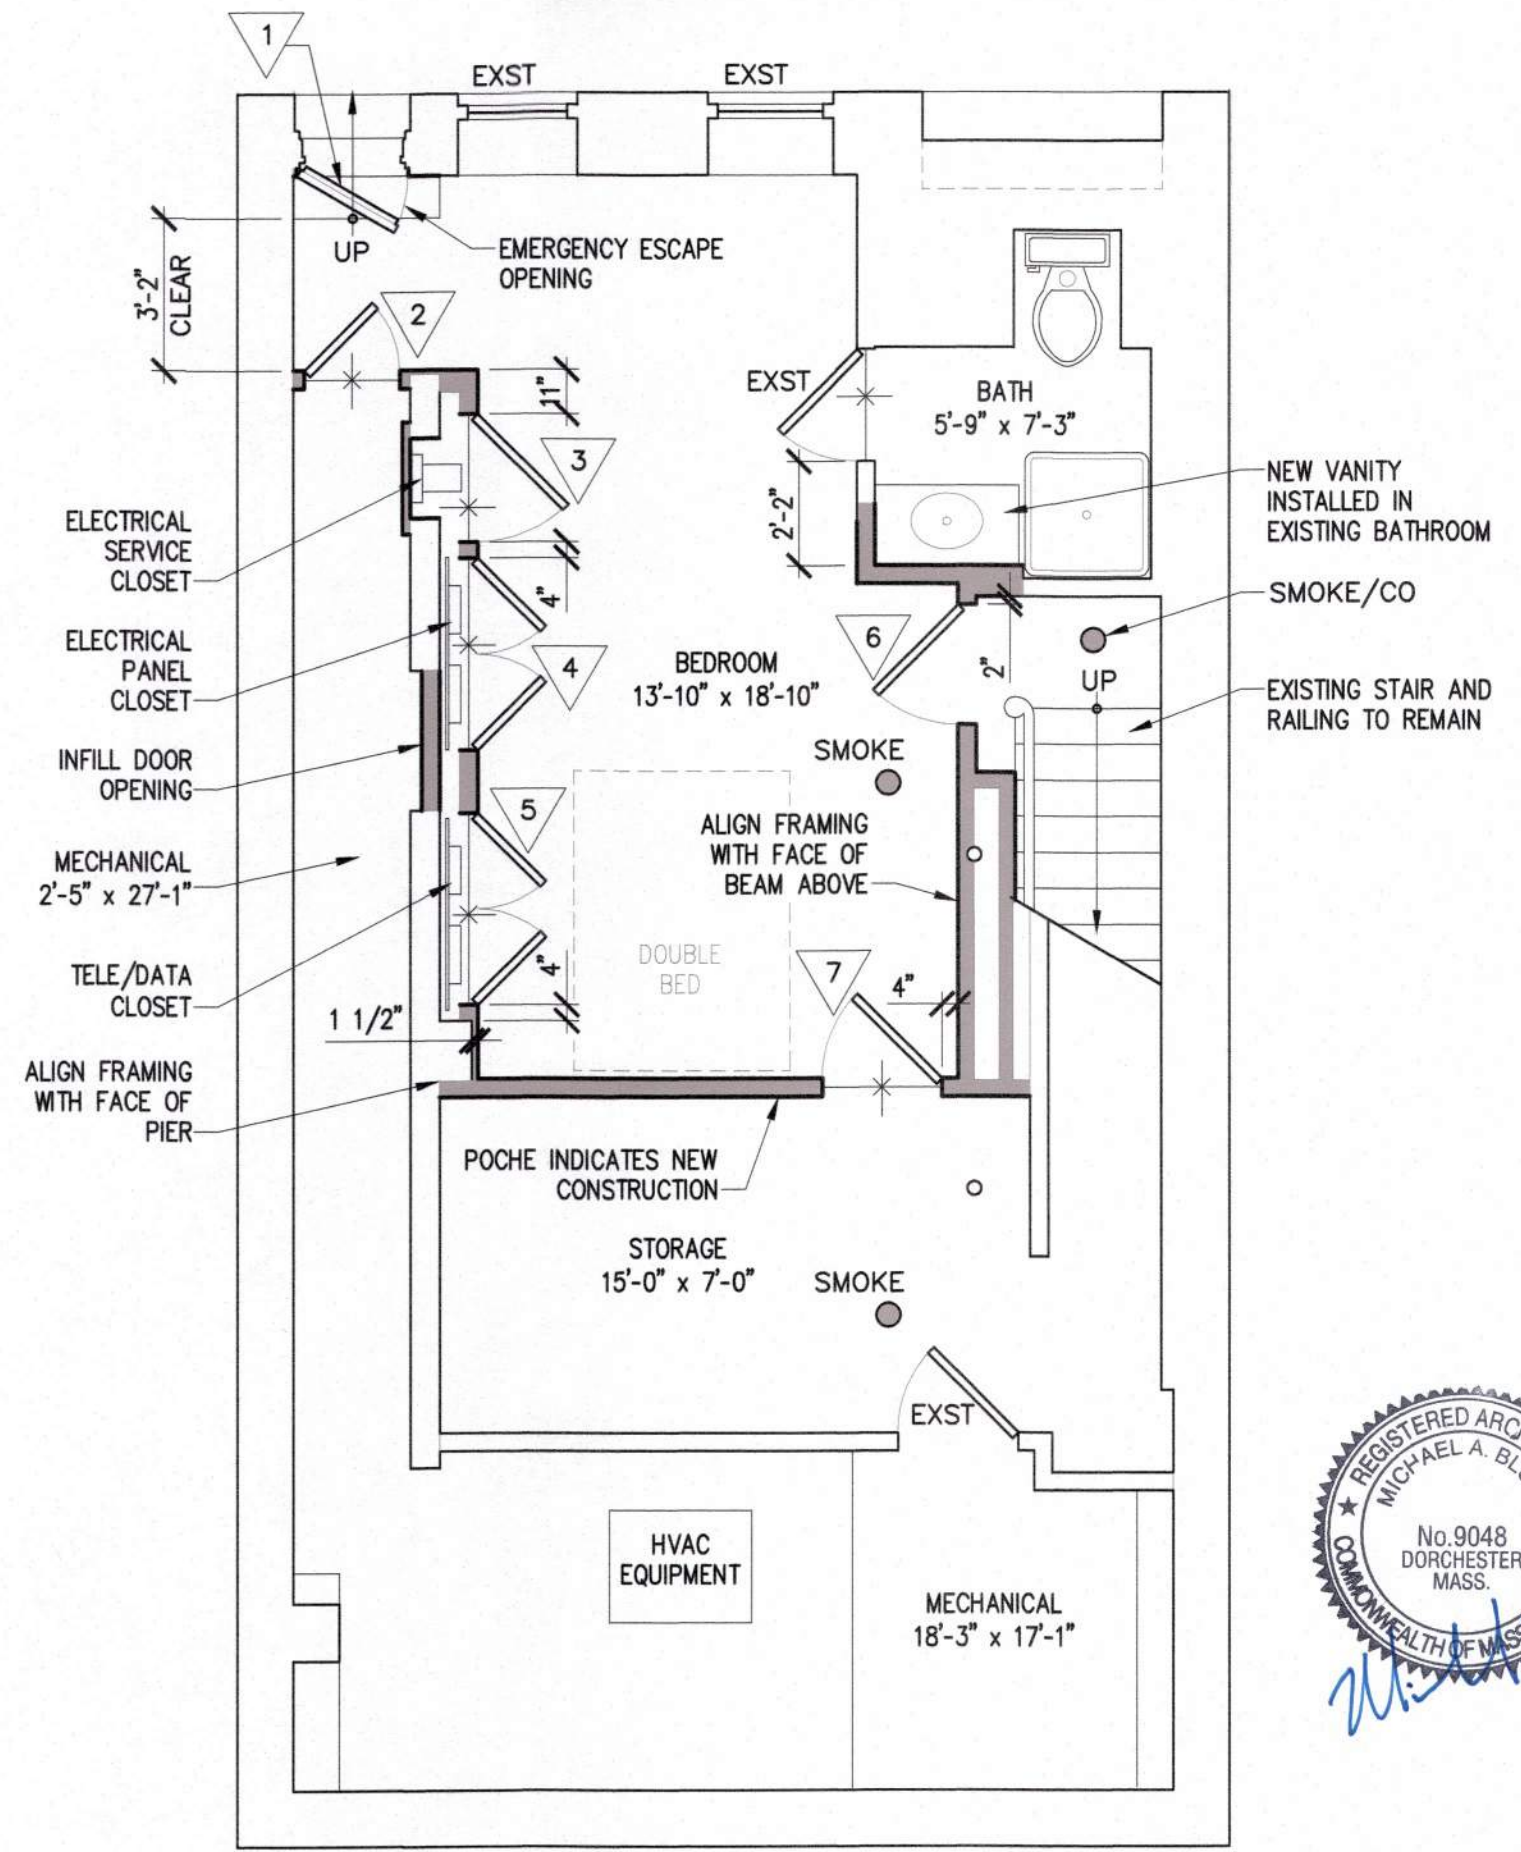 1
EXST
EXST
UP
EMERGENCY ESCAPE
OPENING
3'-2"
CLEAR
2
11"
EXST
BATH
5'-9" x 7'-3"
3
NEW VANITY
INSTALLED IN
EXISTING BATHROOM
2'-2"
ELECTRICAL
SERVICE
CLOSET
4"
SMOKE/CO
ELECTRICAL
PANEL
CLOSET
4
6
BEDROOM
13'-10" x 18'-10"
2"
UP
EXISTING STAIR AND
RAILING TO REMAIN
INFILL DOOR
OPENING
SMOKE
5
ALIGN FRAMING
WITH FACE OF
BEAM ABOVE
MECHANICAL
2'-5" x 27'-1"
DOUBLE
BED
7
4"
4"
TELE/DATA
CLOSET
1 1/2"
ALIGN FRAMING
WITH FACE OF
PIER
POCHE INDICATES NEW
CONSTRUCTION
STORAGE
15'-0" x 7'-0"
SMOKE
EXST
HVAC
EQUIPMENT
MECHANICAL
18'-3" x 17'-1"
REGISTERED
MICHAEL A.
No.9048
DORCHESTER
MASS.
COMMONWEALTH OF